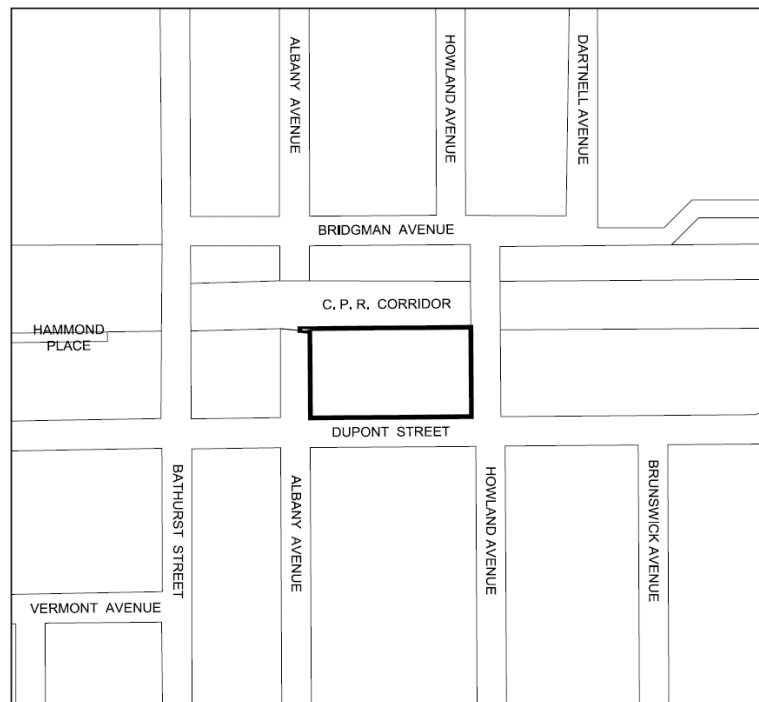 ALBANY AVENUE
HOWLAND AVENUE
DARTNELL AVENUE
BRIDGMAN AVENUE
C. P. R. CORRIDOR
HAMMOND
PLACE
DUPONT STREET
BATHURST STREET
ALBANY AVENUE
HOWLAND AVENUE
BRUNSWICK AVENUE
VERMONT AVENUE